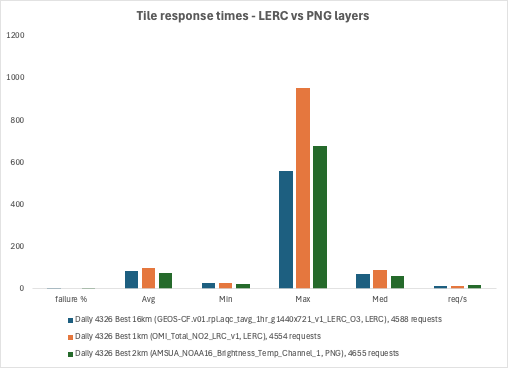 Tile response times - LERC vs PNG layers
1200
1000
800
600
400
200
0
failure %
Avg
Min
Max
Med
req/s
Daily 4326 Best 16km (GEOS-CF.v01.rpl.aqc_tavg_1hr_g1440x721_v1_LERC_O3, LERC), 4588 requests
Daily 4326 Best 1km (OMI_Total_NO2_LRC_v1, LERC), 4554 requests
Daily 4326 Best 2km (AMSUA_NOAA16_Brightness_Temp_Channel_1, PNG), 4655 requests